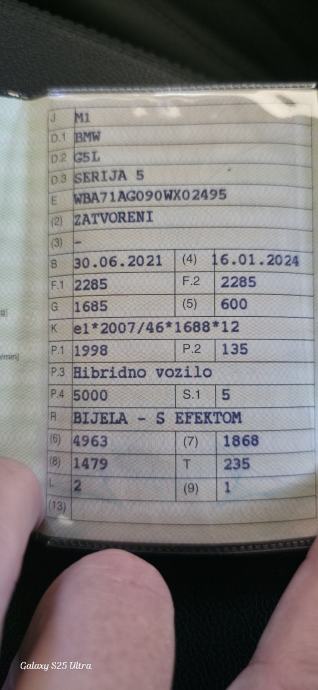 J M1
D.1 BMW
D.2 G5L
D.3 SERIJA 5
E WBA71AG090WX02495
(2) ZATVORENI
(3) -
B 30.06.2021 (4) 16.01.2024
F.1 2285 F.2 2285
G 1685 (5) 600
K e1*2007/46*1688*12
P.1 1998 P.2 135
P.3 Hibridno vozilo
P.4 5000 S.1 5
R BIJELA - S EFEKTOM
(6) 4963 (7) 1868
(8) 1479 T 235
L 2 (9) 1
(13)
Galaxy S25 Ultra